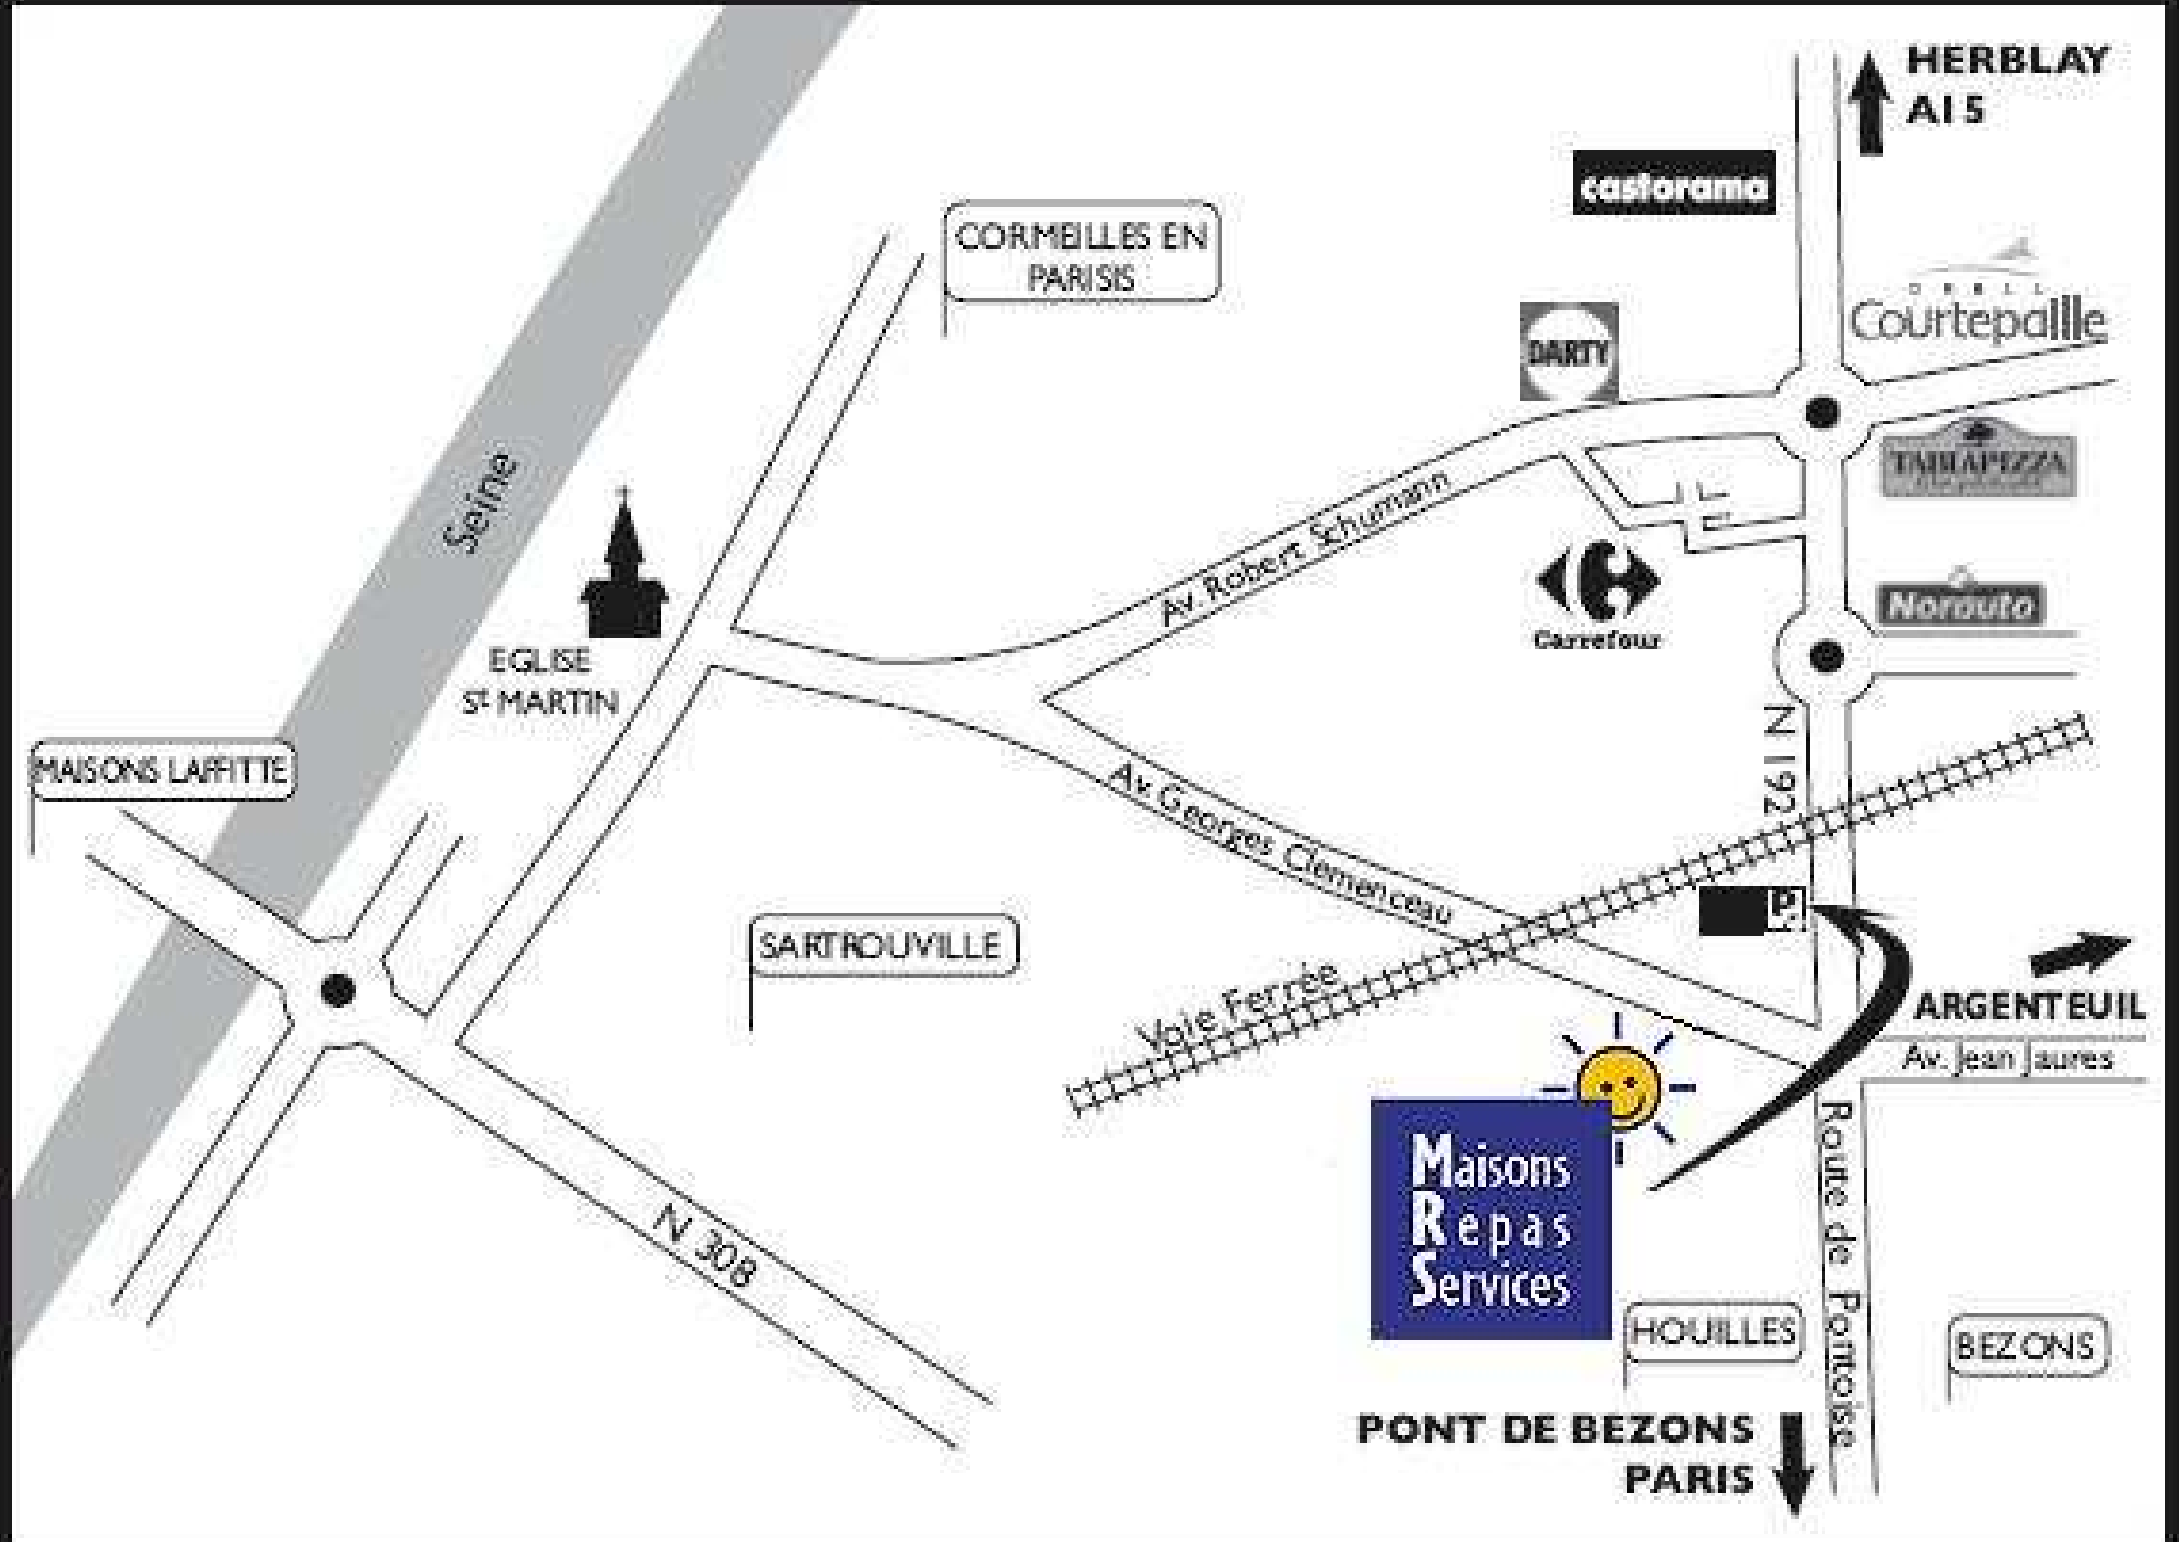 HERBLAY
A15
castorama
CORMEILLES EN
PARISIS
Courtepaille
DARTY
Seine
Av. Robert Schumann
TABLAPIZZA
Carrefour
Norauto
EGLISE
ST MARTIN
MAISONS LAFFITTE
N 192
Av. Georges Clemenceau
P
SARTROUVILLE
Voie Ferrée
ARGENTEUIL
Av. Jean Jaures
Maisons
Repas
Services
Route de Pontoise
N 308
HOUILLES
BEZONS
PONT DE BEZONS
PARIS